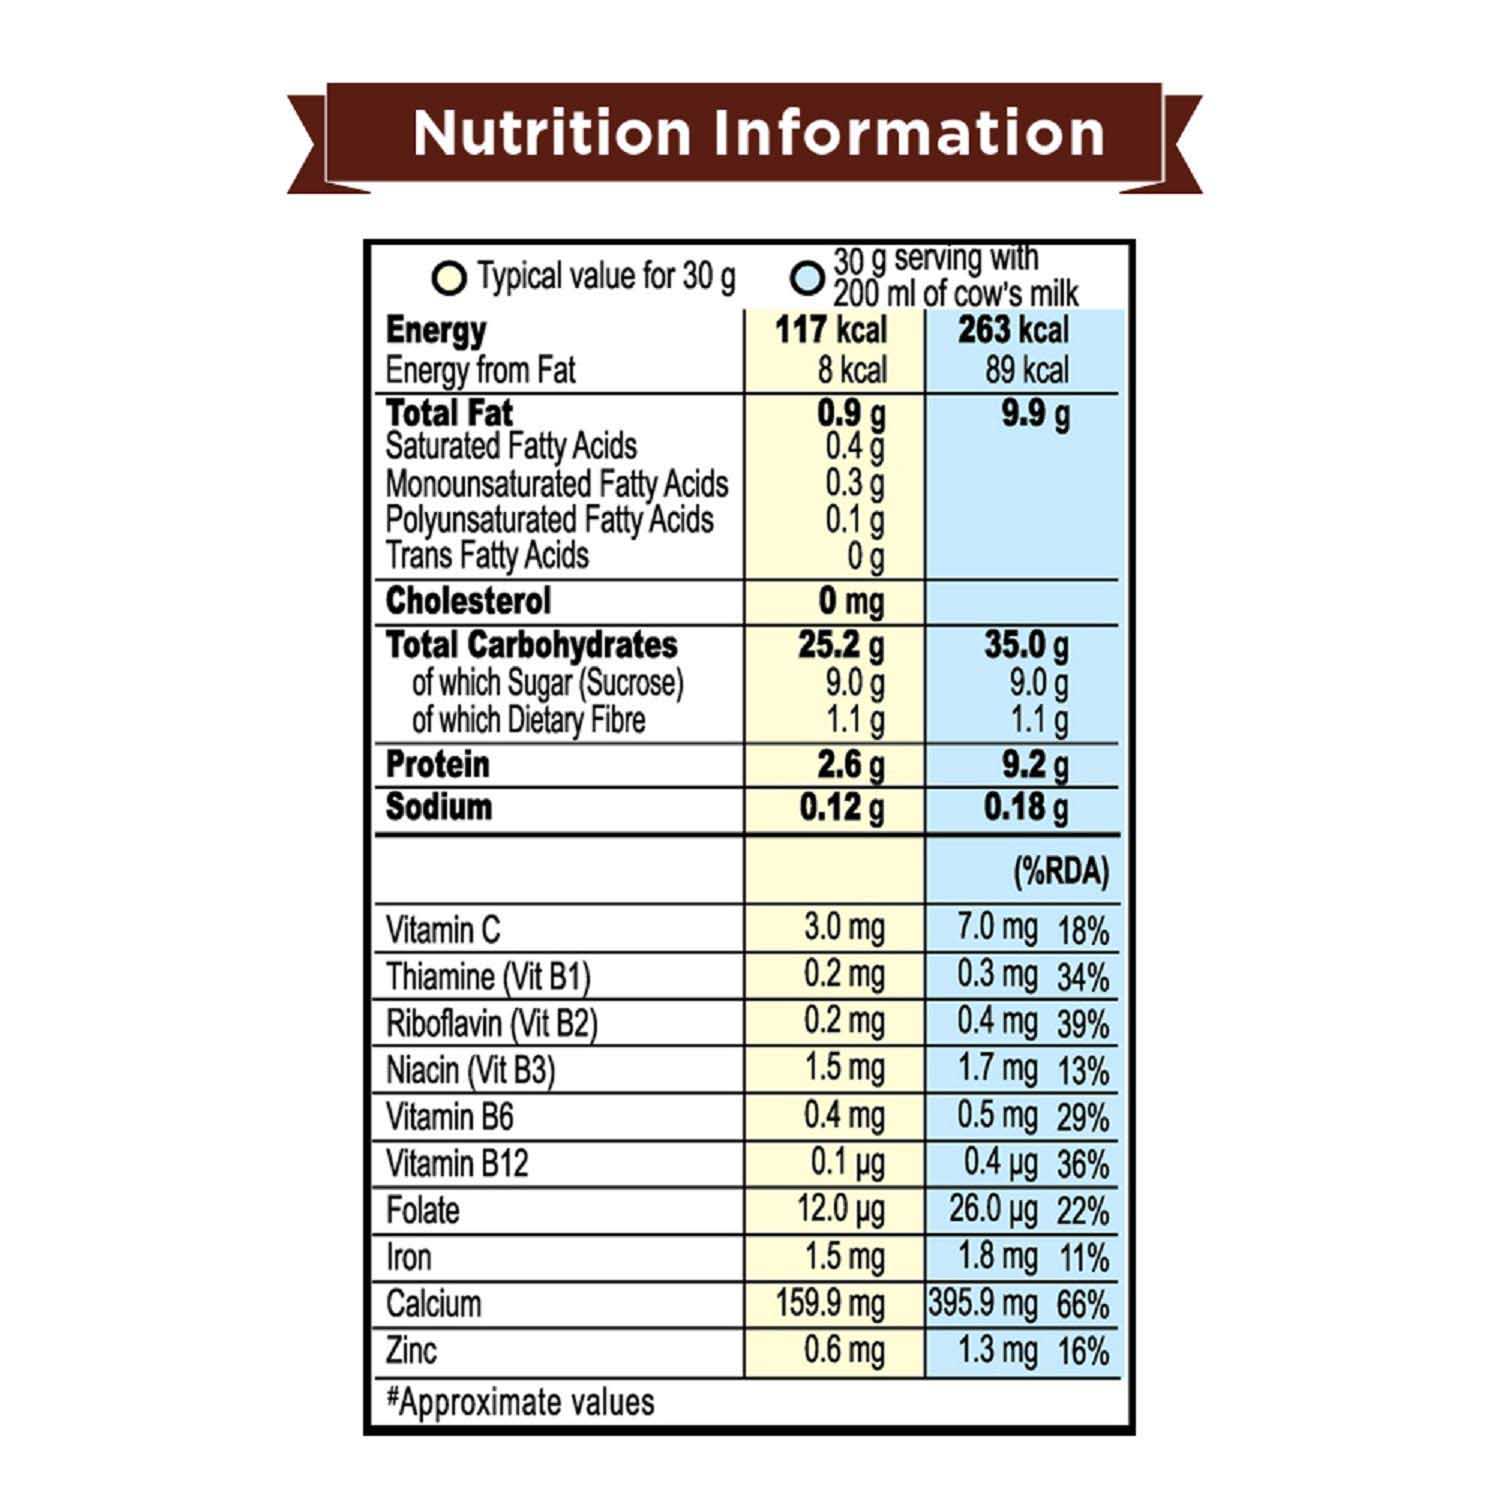 Nutrition Information
Typical value for 30 g
30 g serving with
200 ml of cow's milk
Energy 117 kcal 263 kcal
Energy from Fat 8 kcal 89 kcal
Total Fat 0.9 g 9.9 g
Saturated Fatty Acids 0.4 g
Monounsaturated Fatty Acids 0.3 g
Polyunsaturated Fatty Acids 0.1 g
Trans Fatty Acids 0 g
Cholesterol 0 mg
Total Carbohydrates 25.2 g 35.0 g
of which Sugar (Sucrose) 9.0 g 9.0 g
of which Dietary Fibre 1.1 g 1.1 g
Protein 2.6 g 9.2 g
Sodium 0.12 g 0.18 g
(%RDA)
Vitamin C 3.0 mg 7.0 mg 18%
Thiamine (Vit B1) 0.2 mg 0.3 mg 34%
Riboflavin (Vit B2) 0.2 mg 0.4 mg 39%
Niacin (Vit B3) 1.5 mg 1.7 mg 13%
Vitamin B6 0.4 mg 0.5 mg 29%
Vitamin B12 0.1 µg 0.4 µg 36%
Folate 12.0 µg 26.0 µg 22%
Iron 1.5 mg 1.8 mg 11%
Calcium 159.9 mg 395.9 mg 66%
Zinc 0.6 mg 1.3 mg 16%
#Approximate values